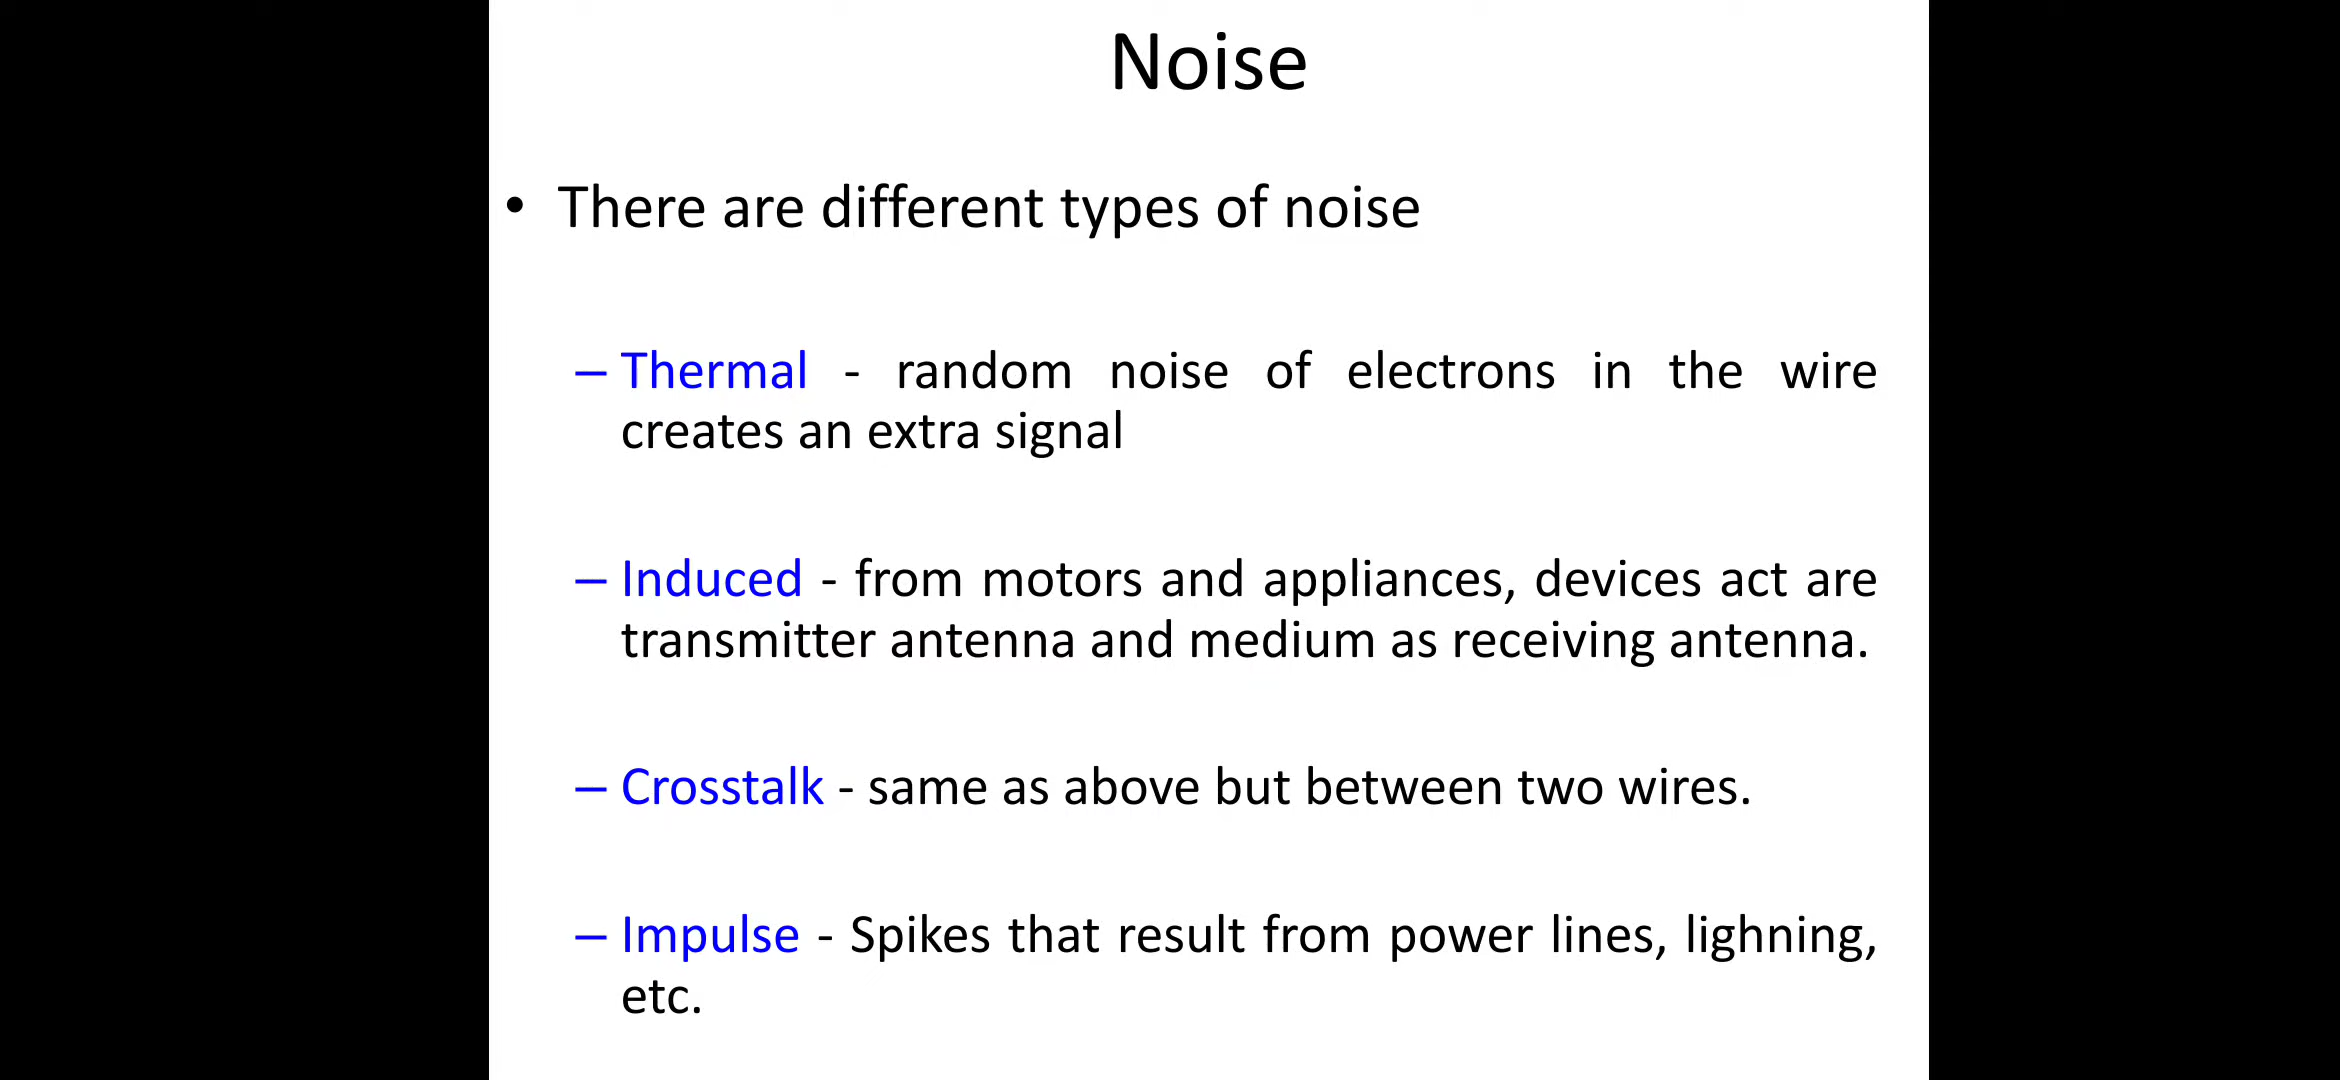 Noise
• There are different types of noise
– Thermal - random noise of electrons in the wire
creates an extra signal
– Induced - from motors and appliances, devices act are
transmitter antenna and medium as receiving antenna.
– Crosstalk - same as above but between two wires.
– Impulse - Spikes that result from power lines, lighning,
etc.